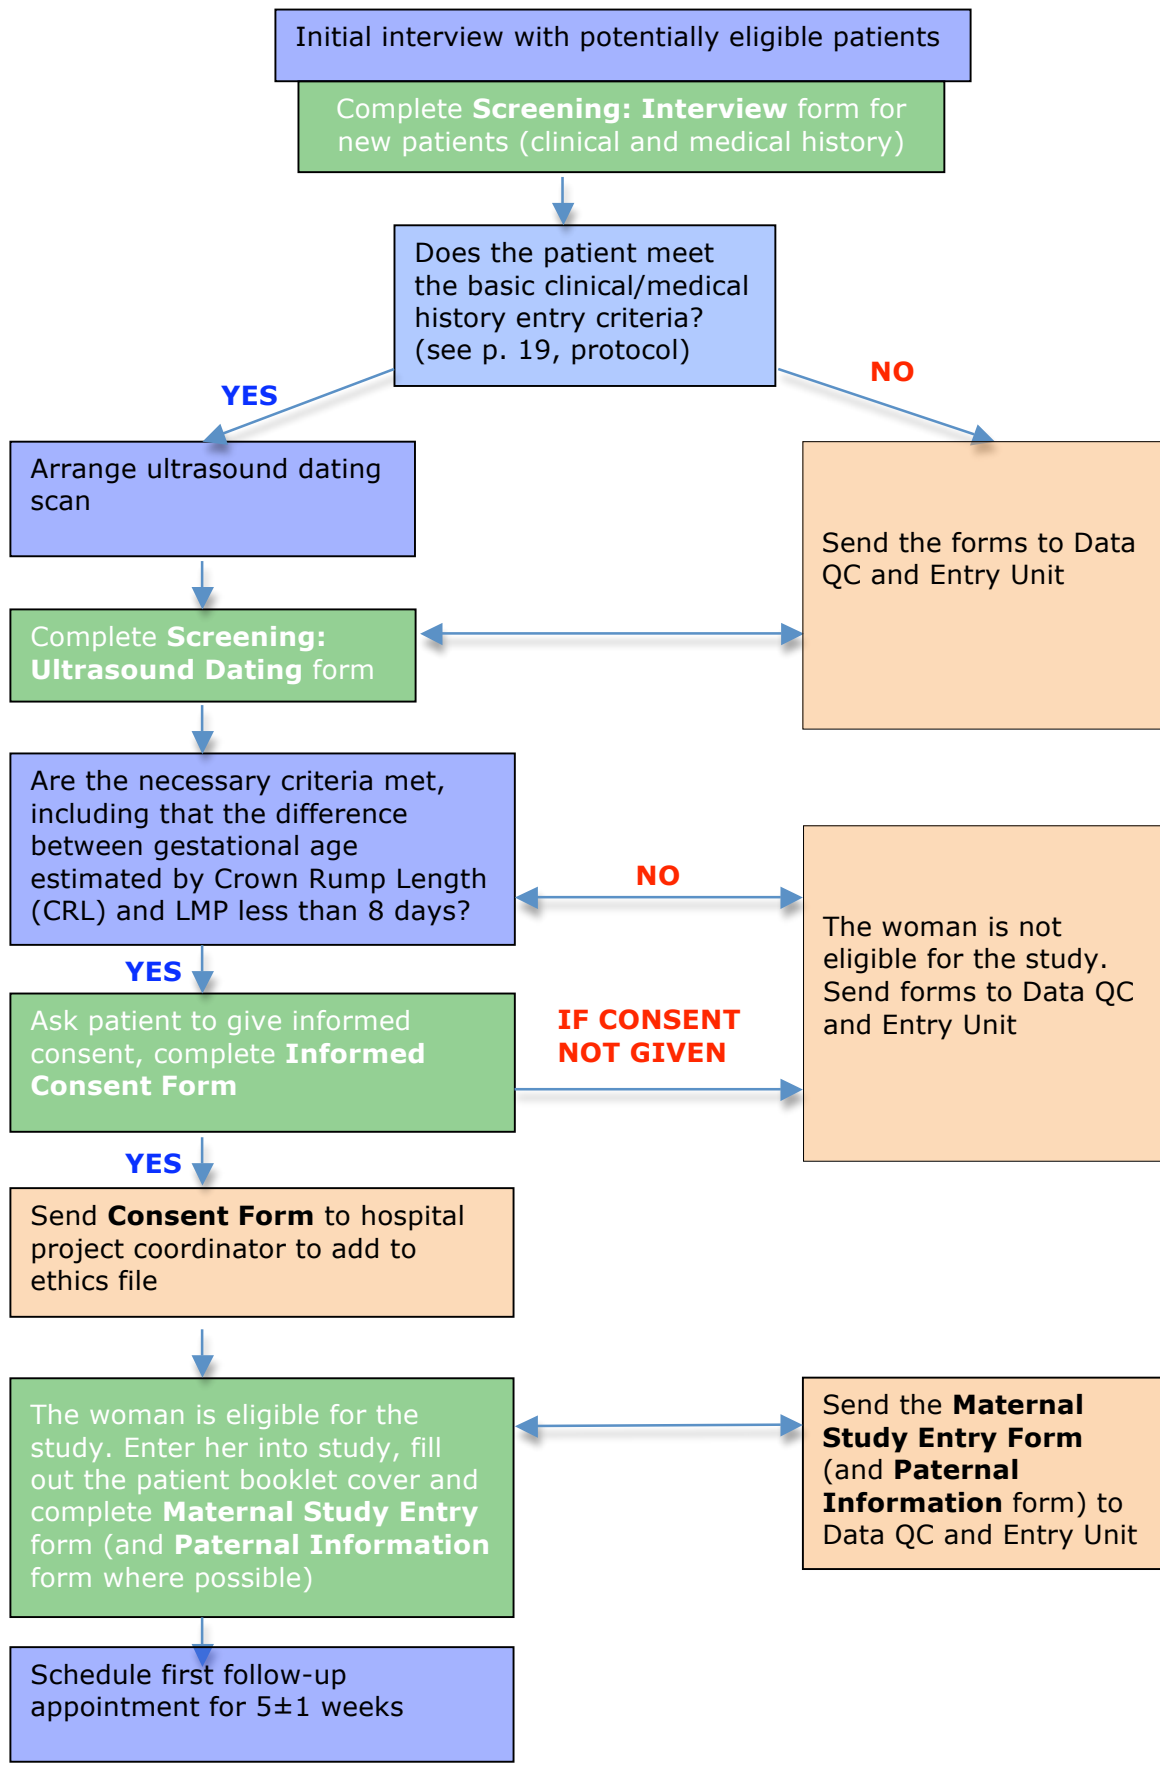 Initial interview with potentially eligible patients
Complete Screening: Interview form for
new patients (clinical and medical history)
Does the patient meet
the basic clinical/medical
history entry criteria?
(see p. 19, protocol)
YES
NO
Arrange ultrasound dating
scan
Send the forms to Data
QC and Entry Unit
Complete Screening:
Ultrasound Dating form
Are the necessary criteria met,
including that the difference
between gestational age
estimated by Crown Rump Length
(CRL) and LMP less than 8 days?
NO
The woman is not
eligible for the study.
Send forms to Data QC
and Entry Unit
YES
Ask patient to give informed
consent, complete Informed
Consent Form
IF CONSENT
NOT GIVEN
YES
Send Consent Form to hospital
project coordinator to add to
ethics file
The woman is eligible for the
study. Enter her into study, fill
out the patient booklet cover and
complete Maternal Study Entry
form (and Paternal Information
form where possible)
Send the Maternal
Study Entry Form
(and Paternal
Information form) to
Data QC and Entry Unit
Schedule first follow-up
appointment for 5±1 weeks